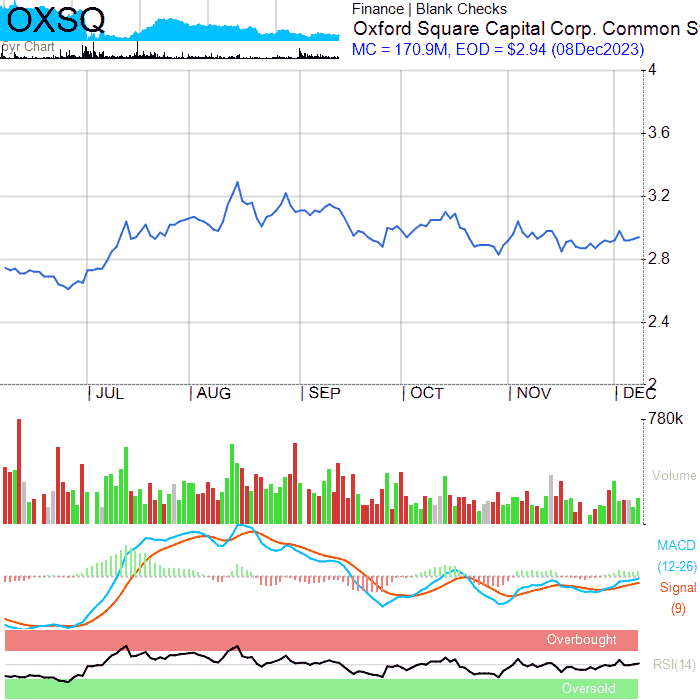 OXSQ
5yr Chart
Finance | Blank Checks
Oxford Square Capital Corp. Common S
MC = 170.9M, EOD = $2.94 (08Dec2023)
4
3.6
3.2
2.8
2.4
2
JUL AUG SEP OCT NOV DEC
780k
Volume
MACD
(12-26)
Signal
(9)
Overbought
RSI(14)
Oversold